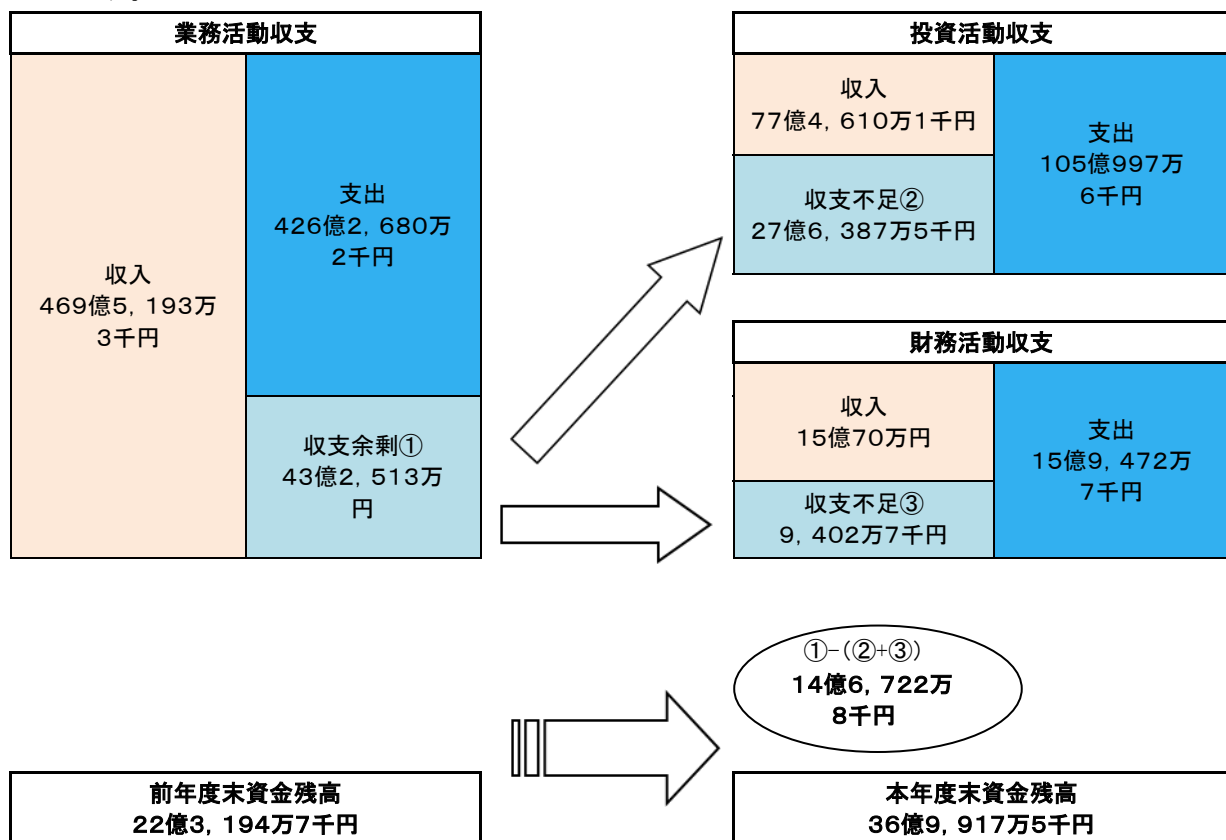 業務活動収支
収入
469億5，193万
3千円
支出
426億2，680万
2千円
収支余剰①
43億2，513万
円
投資活動収支
収入
77億4，610万1千円
収支不足②
27億6，387万5千円
支出
105億997万
6千円
財務活動収支
収入
15億70万円
収支不足③
9，402万7千円
支出
15億9，472万
7千円
①－（②+③）
14億6，722万
8千円
前年度末資金残高
22億3，194万7千円
本年度末資金残高
36億9，917万5千円